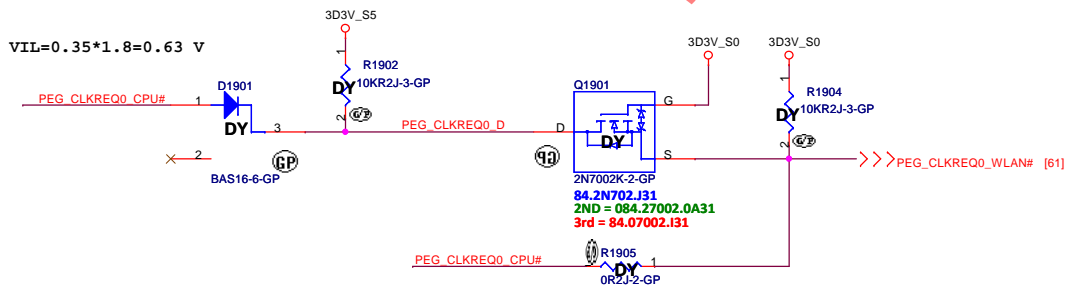 3D3V_S5
VIL=0.35*1.8=0.63 V
3D3V_S0
3D3V_S0
1
R1902
DY
10KR2J-3-GP
2
G/P
D1901
PEG_CLKREQ0_CPU#
1
DY
3
PEG_CLKREQ0_D
2
GP
BAS16-6-GP
Q1901
G
D
DY
S
GP
2N7002K-2-GP
84.2N702.J31
2ND = 084.27002.0A31
3rd = 84.07002.I31
1
R1904
DY
10KR2J-3-GP
2
G/P
PEG_CLKREQ0_WLAN# [61]
PEG_CLKREQ0_CPU#
R1905
DY
1
0R2J-2-GP